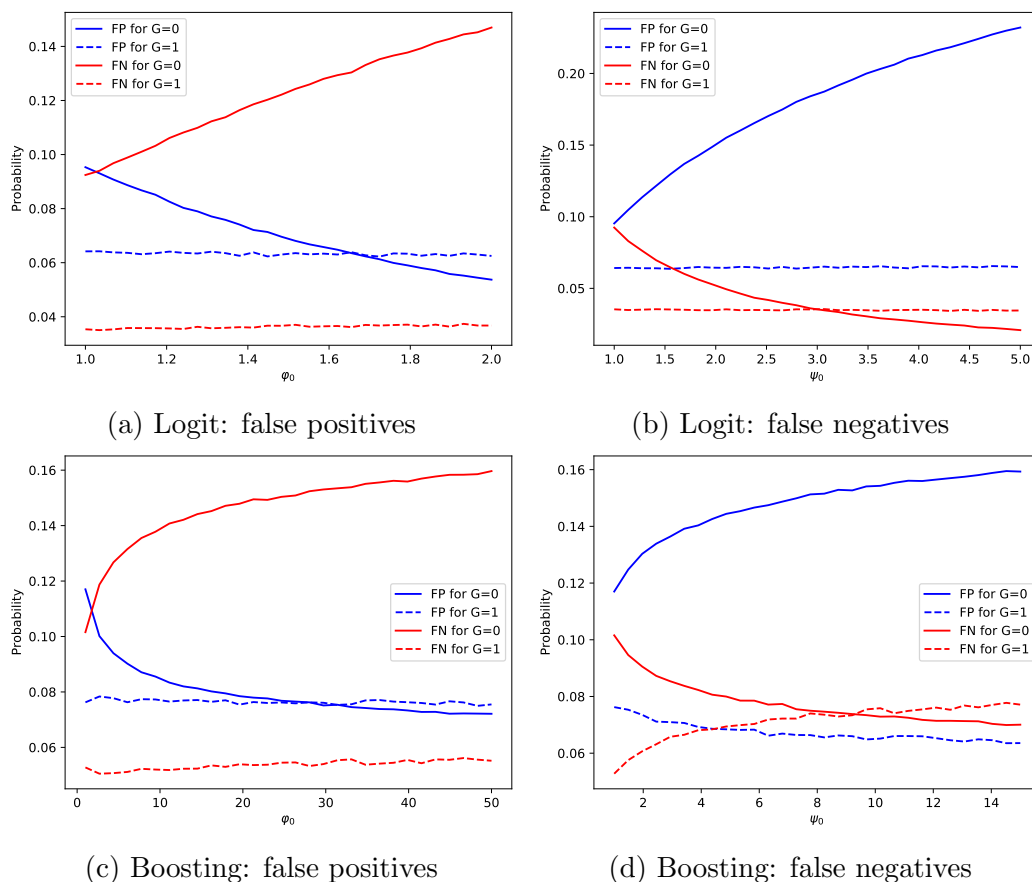 FP for G=0
FP for G=1
FN for G=0
FN for G=1
Probability
0.14
0.12
0.10
0.08
0.06
0.04
1.0 1.2 1.4 1.6 1.8 2.0
φ0
(a) Logit: false positives
FP for G=0
FP for G=1
FN for G=0
FN for G=1
Probability
0.20
0.15
0.10
0.05
1.0 1.5 2.0 2.5 3.0 3.5 4.0 4.5 5.0
ψ0
(b) Logit: false negatives
0.16
0.14
0.12
0.10
0.08
0.06
Probability
FP for G=0
FP for G=1
FN for G=0
FN for G=1
0 10 20 30 40 50
φ0
(c) Boosting: false positives
0.16
0.14
0.12
0.10
0.08
0.06
Probability
FP for G=0
FP for G=1
FN for G=0
FN for G=1
2 4 6 8 10 12 14
ψ0
(d) Boosting: false negatives